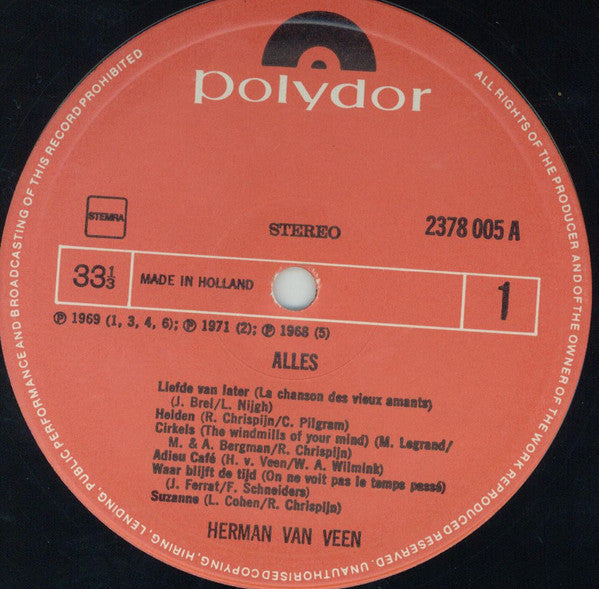 polydor
STEMRA
STEREO
2378 005 A
33⅓
MADE IN HOLLAND
1
℗ 1969 (1, 3, 4, 6); ℗ 1971 (2); ℗ 1968 (5)
ALLES
Liefde van later (La chanson des vieux amants)
(J. Brel/L. Nijgh)
Helden (R. Chrispijn/C. Pilgram)
Cirkels (The windmills of your mind) (M. Legrand/
M. & A. Bergman/R. Chrispijn)
Adieu Café (H. v. Veen/W. A. Wilmink)
Waar blijft de tijd (On ne voit pas le temps passé)
(J. Ferrat/F. Schneiders)
Suzanne (L. Cohen/R. Chrispijn)
HERMAN VAN VEEN
ALL RIGHTS OF THE PRODUCER AND OF THE OWNER OF THE WORK REPRODUCED RESERVED. UNAUTHORISED COPYING, HIRING, LENDING, PUBLIC PERFORMANCE AND BROADCASTING OF THIS RECORD PROHIBITED